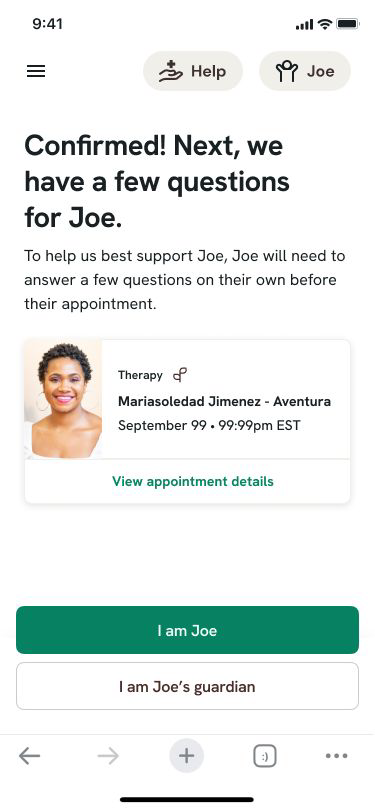 9:41
Help
Joe
Confirmed! Next, we
have a few questions
for Joe.
To help us best support Joe, Joe will need to
answer a few questions on their own before
their appointment.
Therapy
Mariasoledad Jimenez - Aventura
September 99 • 99:99pm EST
View appointment details
I am Joe
I am Joe’s guardian
:)